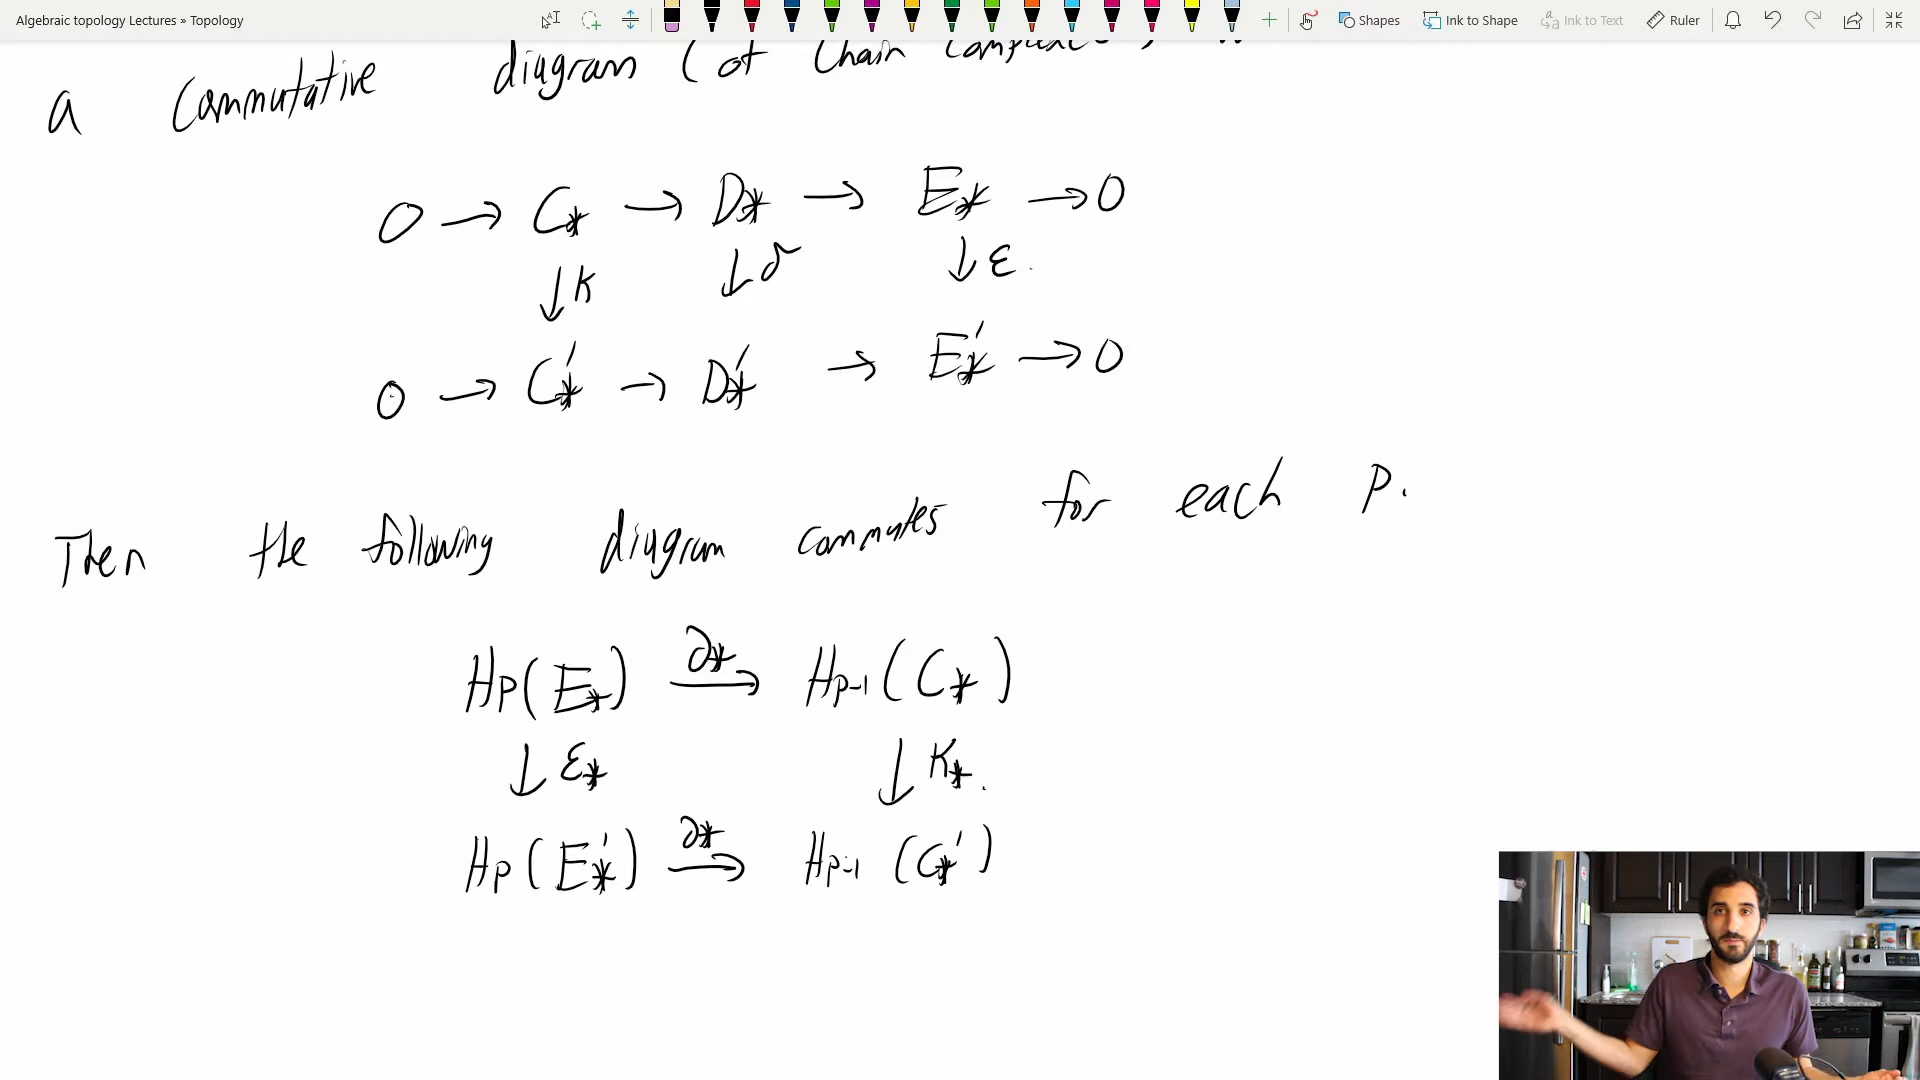 Algebraic topology Lectures » Topology
Shapes
Ink to Shape
Ink to Text
Ruler
a commutative diagram (of Chain
0 → C* → D* → E* → 0
↓ κ ↓ δ ↓ ε
0 → C'* → D'* → E'* → 0
Then the following diagram commutes for each p.
Hp(E*) ∂* → Hp-1(C*)
↓ ε* ↓ κ*
Hp(E'*) ∂* → Hp-1(C*')